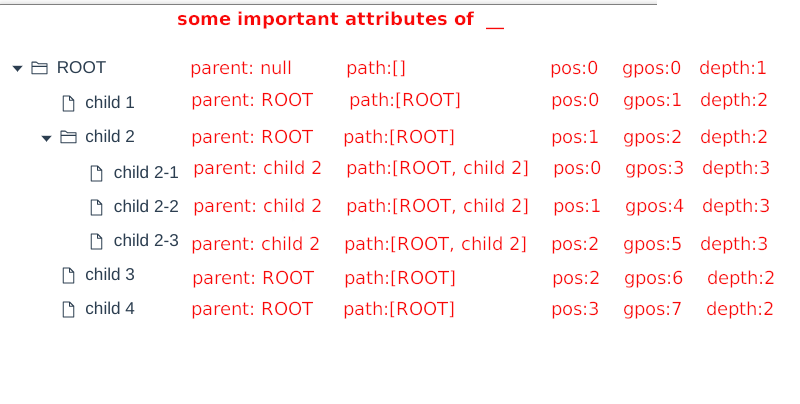 some important attributes of __
ROOT parent: null path:[] pos:0 gpos:0 depth:1
child 1 parent: ROOT path:[ROOT] pos:0 gpos:1 depth:2
child 2 parent: ROOT path:[ROOT] pos:1 gpos:2 depth:2
child 2-1 parent: child 2 path:[ROOT, child 2] pos:0 gpos:3 depth:3
child 2-2 parent: child 2 path:[ROOT, child 2] pos:1 gpos:4 depth:3
child 2-3 parent: child 2 path:[ROOT, child 2] pos:2 gpos:5 depth:3
child 3 parent: ROOT path:[ROOT] pos:2 gpos:6 depth:2
child 4 parent: ROOT path:[ROOT] pos:3 gpos:7 depth:2